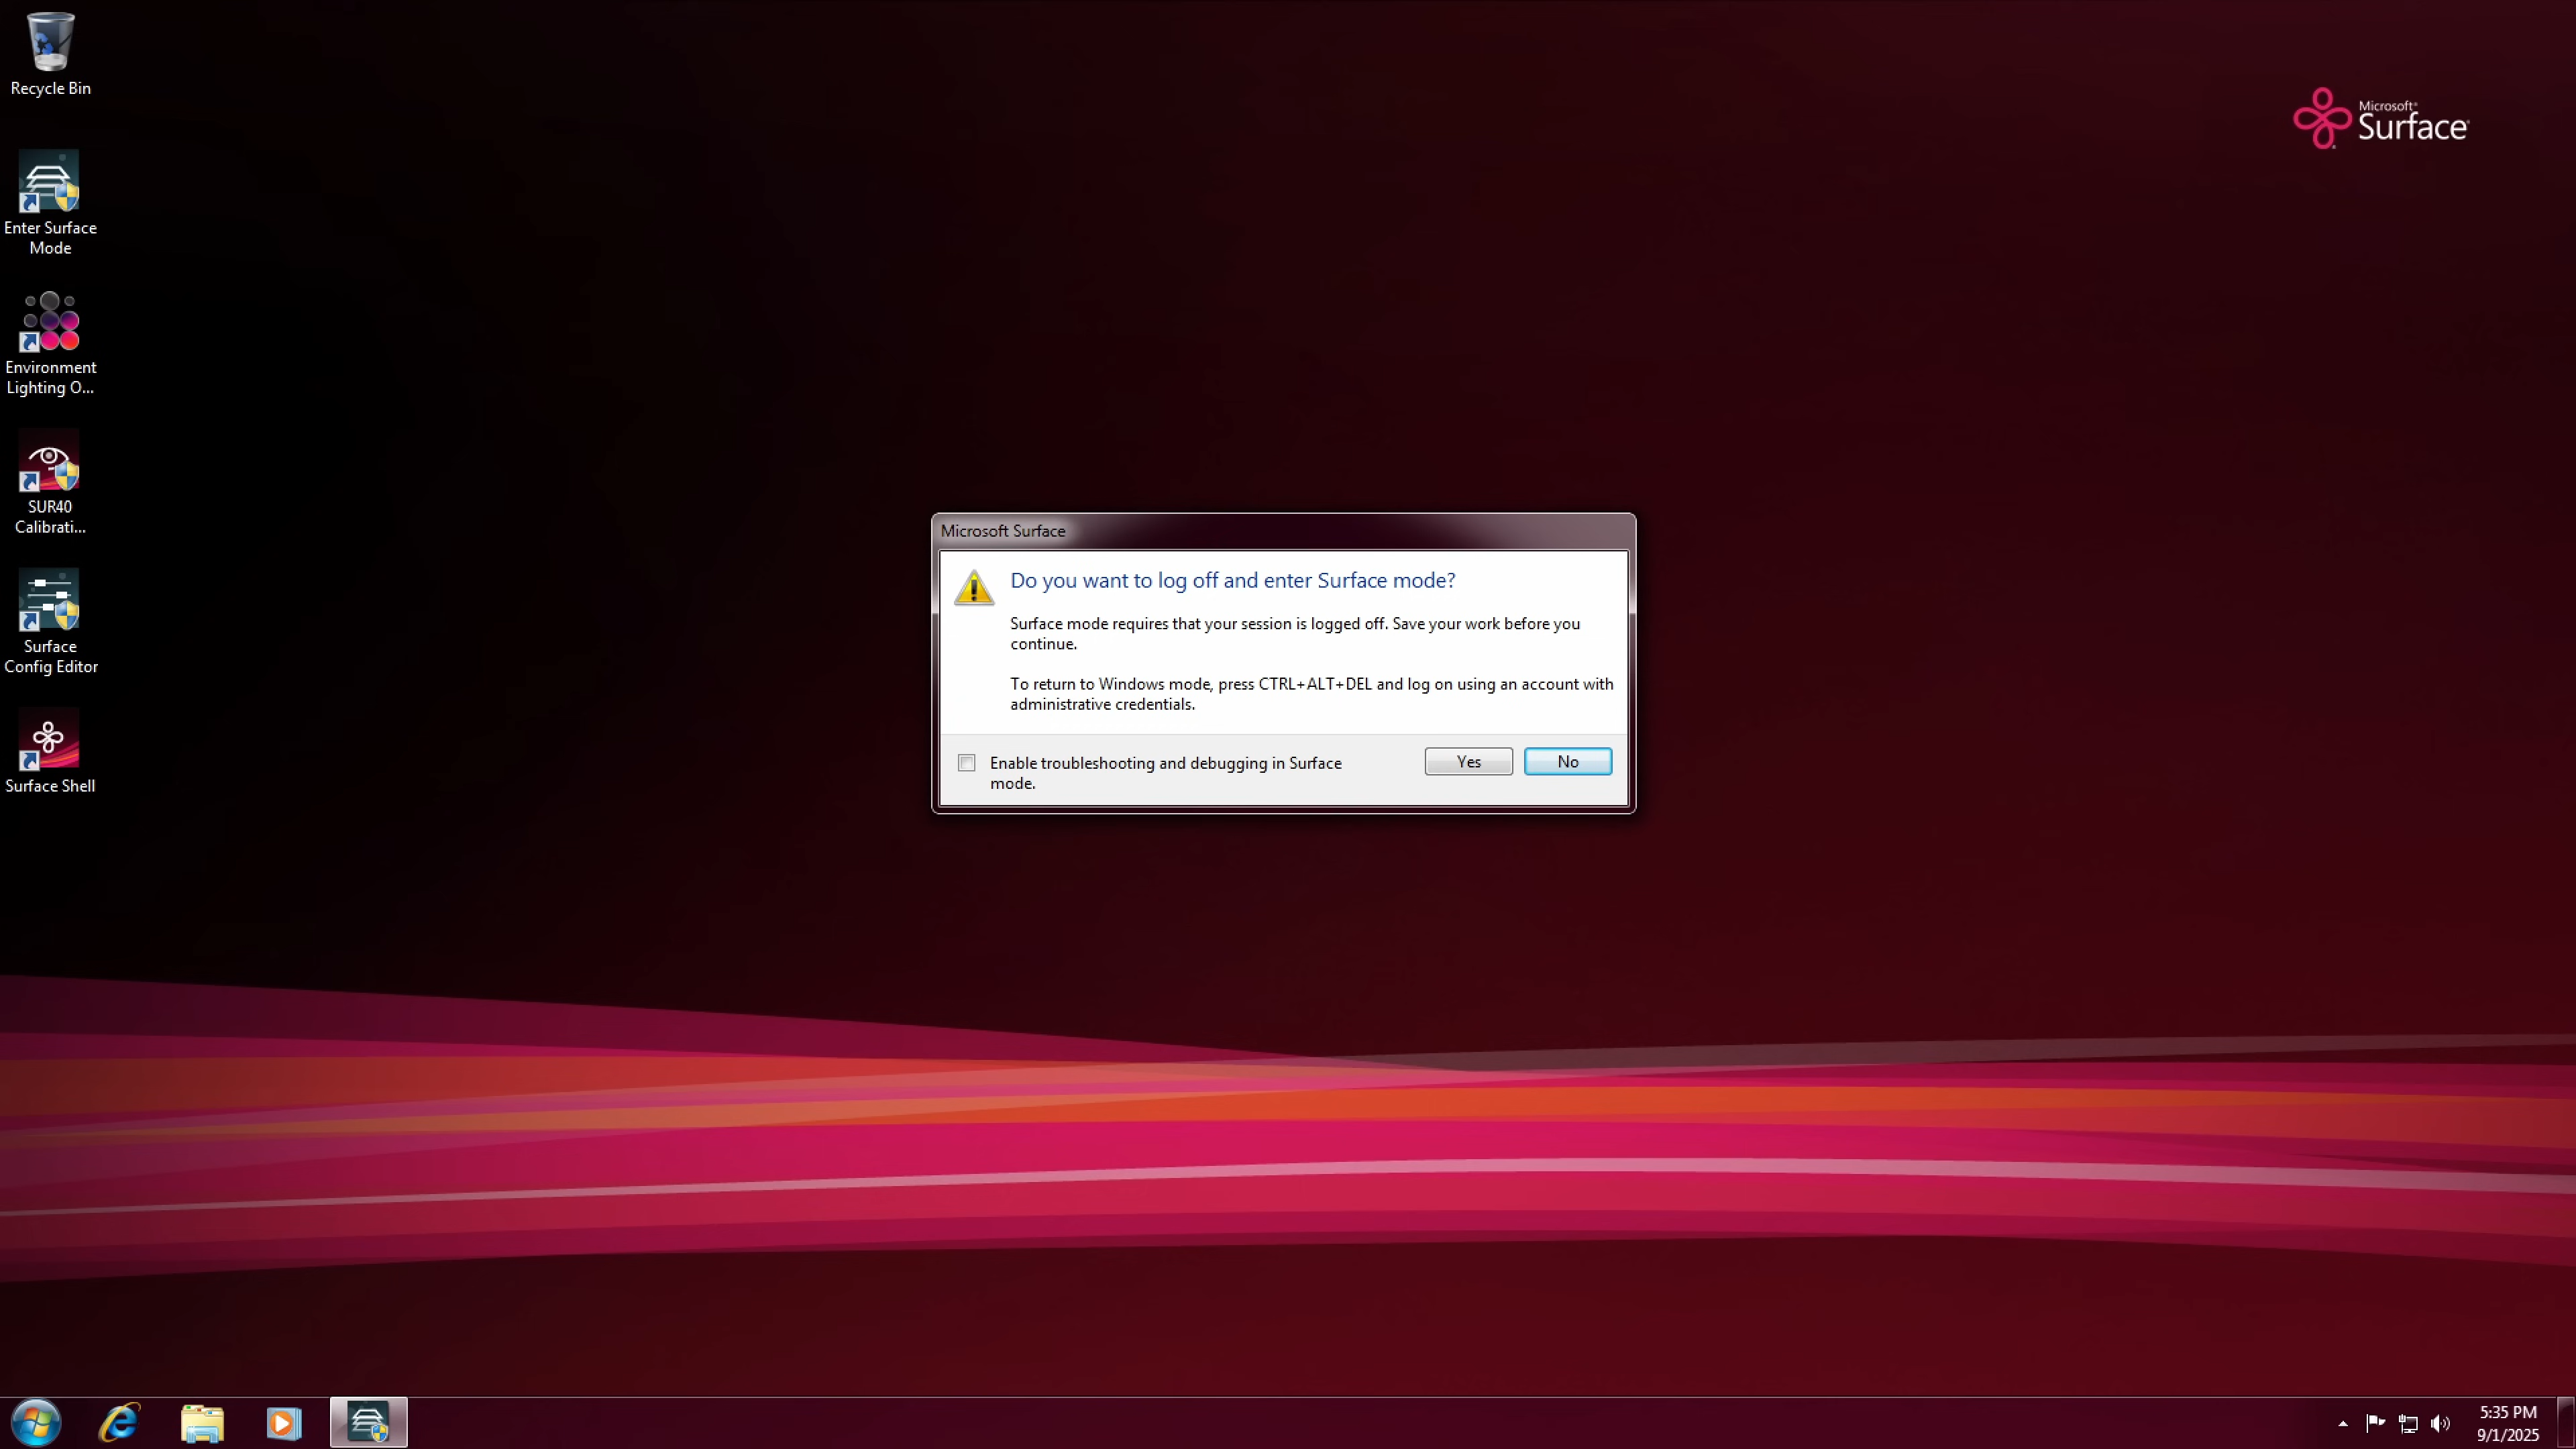 Recycle Bin
Enter Surface
Mode
Environment
Lighting O...
SUR40
Calibrati...
Surface
Config Editor
Surface Shell
Microsoft®
Surface®
Microsoft Surface
Do you want to log off and enter Surface mode?
Surface mode requires that your session is logged off. Save your work before you
continue.
To return to Windows mode, press CTRL+ALT+DEL and log on using an account with
administrative credentials.
Enable troubleshooting and debugging in Surface
mode.
Yes
No
5:35 PM
9/1/2025